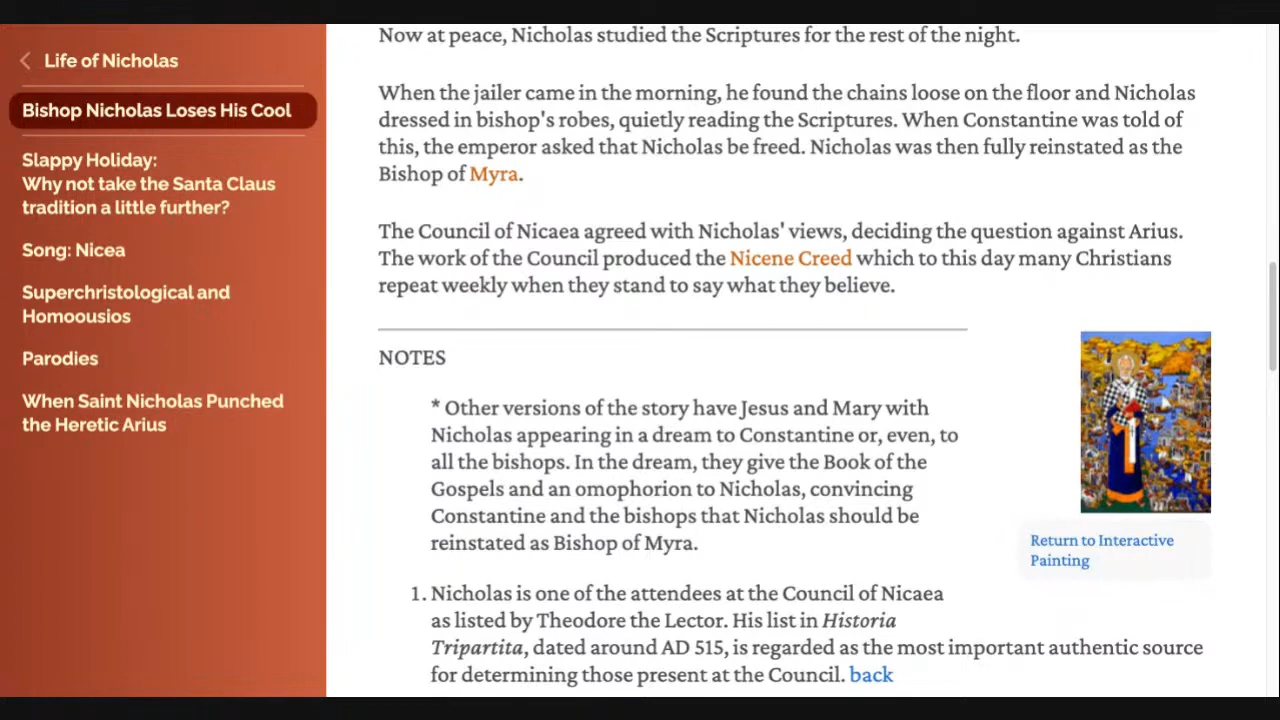 Life of Nicholas
Bishop Nicholas Loses His Cool
Slappy Holiday:
Why not take the Santa Claus
tradition a little further?
Song: Nicea
Superchristological and
Homoousios
Parodies
When Saint Nicholas Punched
the Heretic Arius
Now at peace, Nicholas studied the Scriptures for the rest of the night.
When the jailer came in the morning, he found the chains loose on the floor and Nicholas
dressed in bishop's robes, quietly reading the Scriptures. When Constantine was told of
this, the emperor asked that Nicholas be freed. Nicholas was then fully reinstated as the
Bishop of Myra.
The Council of Nicaea agreed with Nicholas' views, deciding the question against Arius.
The work of the Council produced the Nicene Creed which to this day many Christians
repeat weekly when they stand to say what they believe.
NOTES
* Other versions of the story have Jesus and Mary with
Nicholas appearing in a dream to Constantine or, even, to
all the bishops. In the dream, they give the Book of the
Gospels and an omophorion to Nicholas, convincing
Constantine and the bishops that Nicholas should be
reinstated as Bishop of Myra.
Return to Interactive
Painting
1. Nicholas is one of the attendees at the Council of Nicaea
as listed by Theodore the Lector. His list in Historia
Tripartita, dated around AD 515, is regarded as the most important authentic source
for determining those present at the Council. back